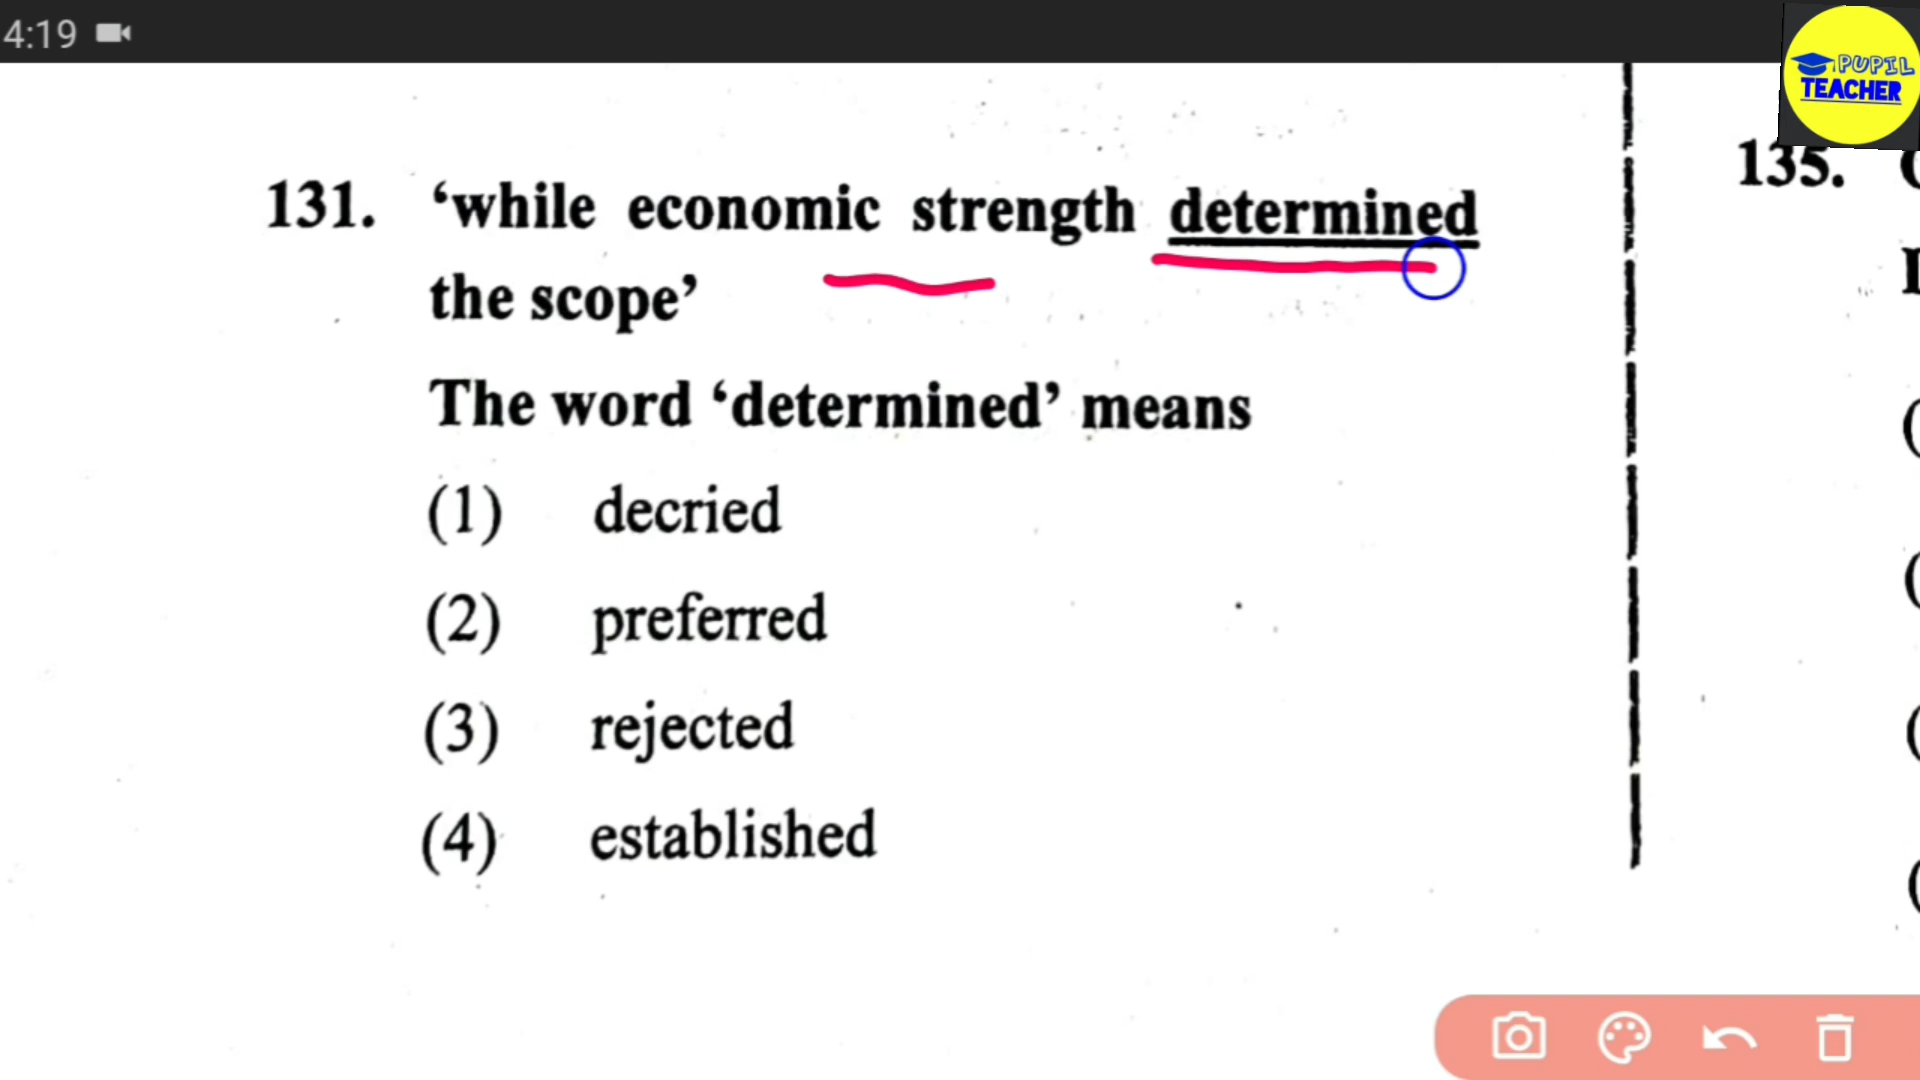 4:19
PUPIL
TEACHER
131. ‘while economic strength determined
the scope’
The word ‘determined’ means
(1) decried
(2) preferred
(3) rejected
(4) established
135.